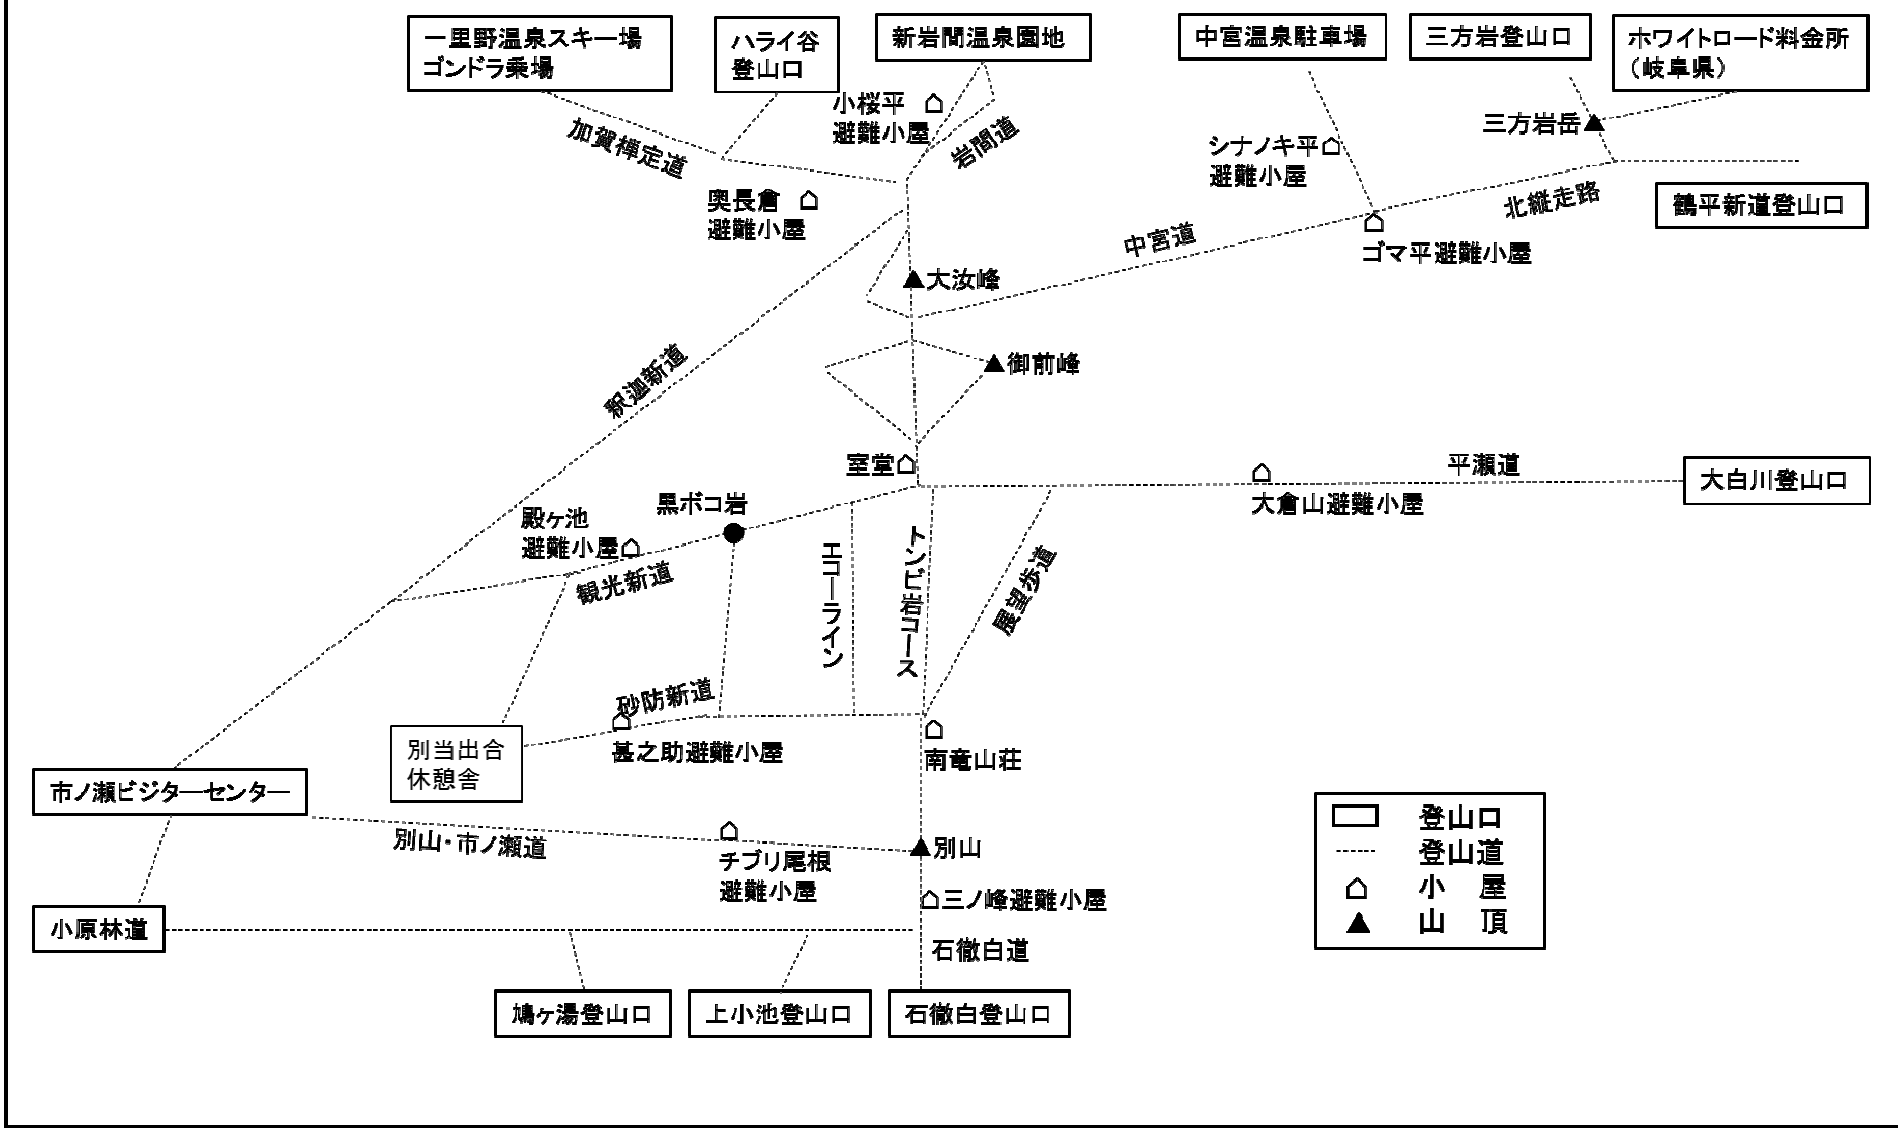 一里野温泉スキー場
ゴンドラ乗場
ハライ谷
登山口
新岩間温泉園地
中宮温泉駐車場
三方岩登山口
ホワイトロード料金所
（岐阜県）
小桜平
避難小屋
加賀禅定道
岩間道
三方岩岳
シナノキ平
避難小屋
奥長倉
避難小屋
北縦走路
鶴平新道登山口
中宮道
ゴマ平避難小屋
大汝峰
釈迦新道
御前峰
室堂
平瀬道
大白川登山口
大倉山避難小屋
黒ボコ岩
殿ヶ池
避難小屋
観光新道
エコーライン
トンビ岩コース
展望歩道
砂防新道
別当出合
休憩舎
甚之助避難小屋
南竜山荘
市ノ瀬ビジターセンター
別山・市ノ瀬道
チブリ尾根
避難小屋
別山
三ノ峰避難小屋
小原林道
石徹白道
鳩ヶ湯登山口
上小池登山口
石徹白登山口
登山口
登山道
小　屋
山　頂